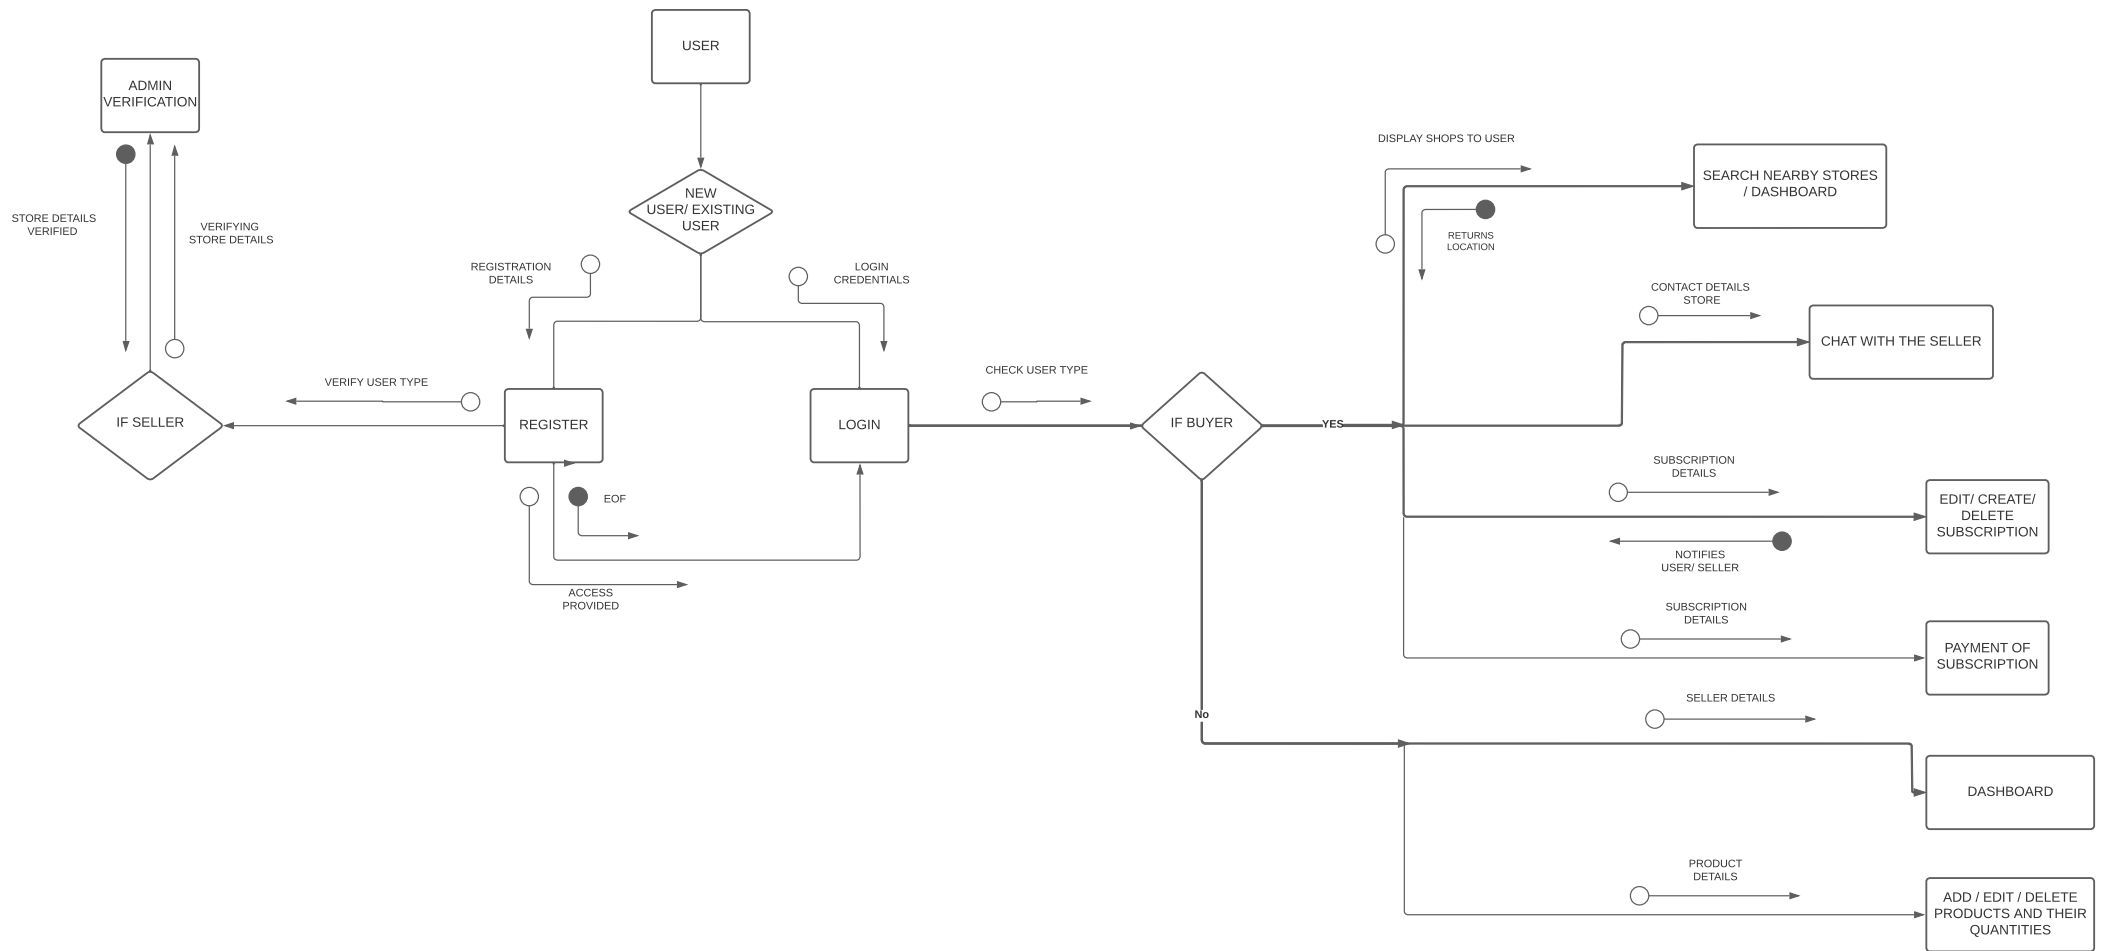 USER
ADMIN
VERIFICATION
NEW
USER/ EXISTING
USER
STORE DETAILS
VERIFIED
VERIFYING
STORE DETAILS
REGISTRATION
DETAILS
LOGIN
CREDENTIALS
VERIFY USER TYPE
IF SELLER
REGISTER
LOGIN
EOF
ACCESS
PROVIDED
CHECK USER TYPE
IF BUYER
YES
No
DISPLAY SHOPS TO USER
SEARCH NEARBY STORES
/ DASHBOARD
RETURNS
LOCATION
CONTACT DETAILS
STORE
CHAT WITH THE SELLER
SUBSCRIPTION
DETAILS
EDIT/ CREATE/
DELETE
SUBSCRIPTION
NOTIFIES
USER/ SELLER
SUBSCRIPTION
DETAILS
PAYMENT OF
SUBSCRIPTION
SELLER DETAILS
DASHBOARD
PRODUCT
DETAILS
ADD / EDIT / DELETE
PRODUCTS AND THEIR
QUANTITIES